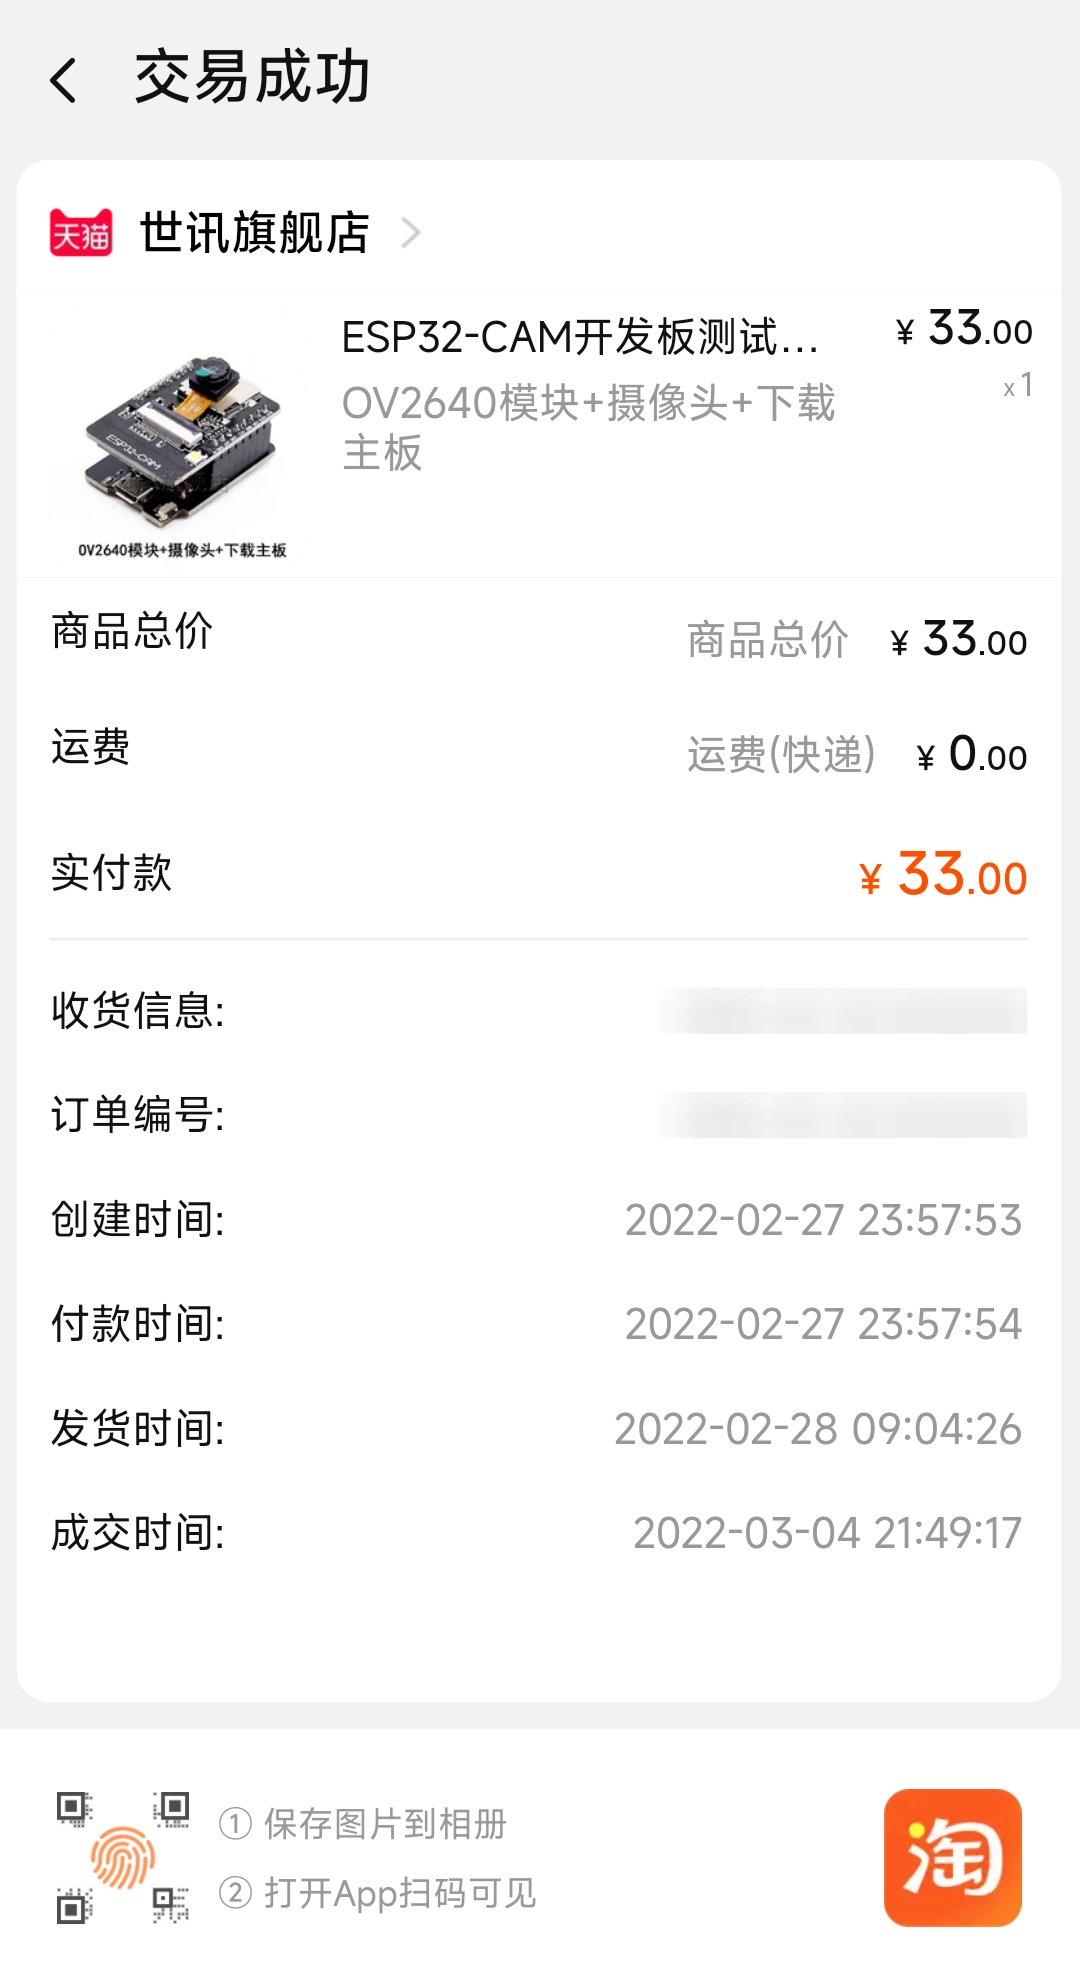 交易成功
天猫 世讯旗舰店
ESP32-CAM开发板测试... ¥ 33.00
OV2640模块+摄像头+下载 x1
主板
ESP32-CAM
OV2640模块+摄像头+下载主板
商品总价 商品总价 ¥ 33.00
运费 运费(快递) ¥ 0.00
实付款 ¥ 33.00
收货信息:
订单编号:
创建时间: 2022-02-27 23:57:53
付款时间: 2022-02-27 23:57:54
发货时间: 2022-02-28 09:04:26
成交时间: 2022-03-04 21:49:17
① 保存图片到相册
② 打开App扫码可见
淘